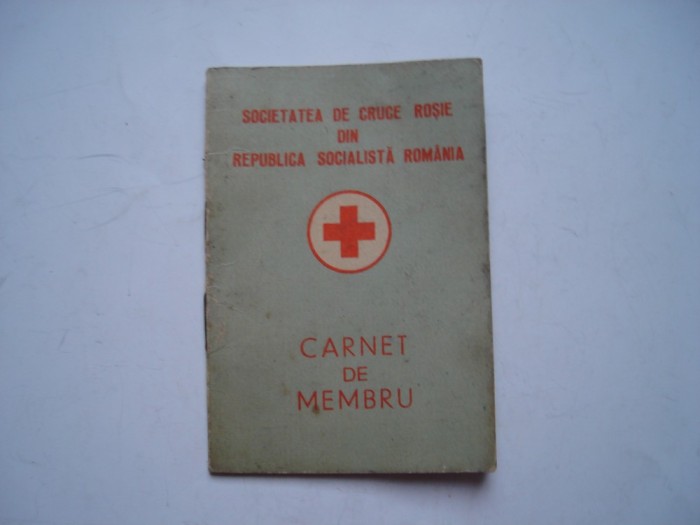 SOCIETATEA DE CRUCE ROȘIE
DIN
REPUBLICA SOCIALISTĂ ROMÂNIA
CARNET
DE
MEMBRU